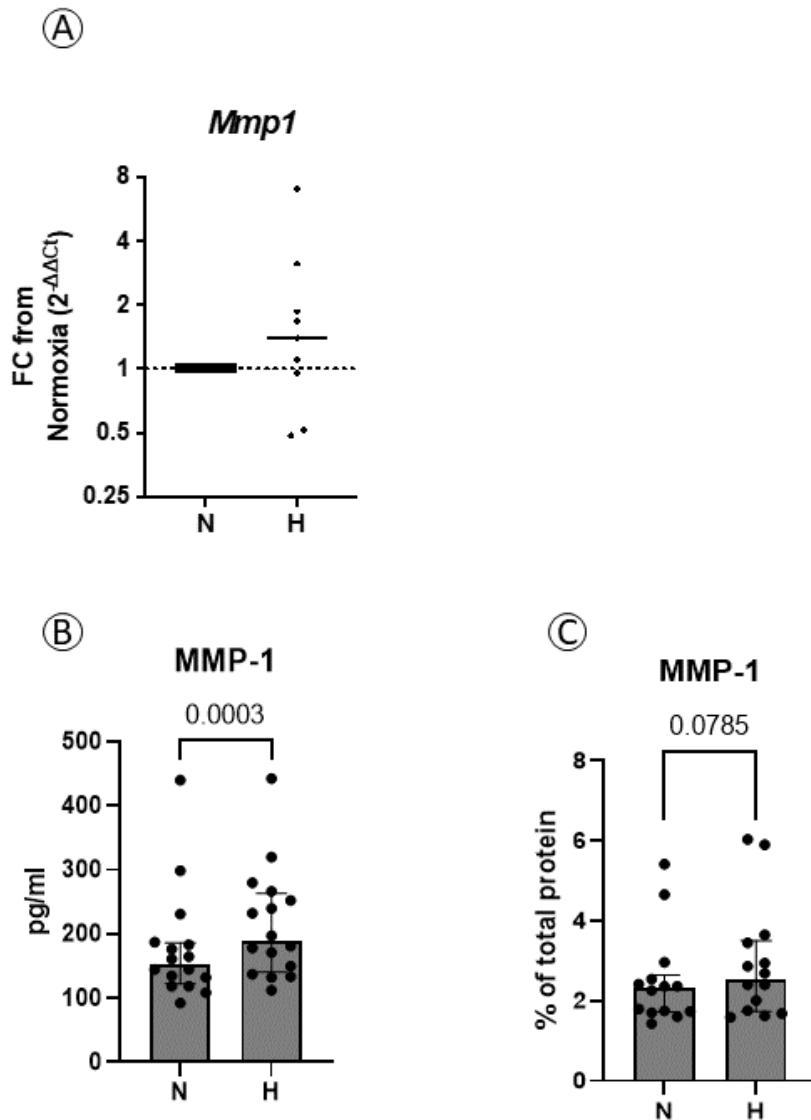 A
Mmp1
FC from
Normoxia (2-ΔΔCt)
8
4
2
1
0.5
0.25
N
H
B
MMP-1
0.0003
pg/ml
500
400
300
200
100
0
N
H
C
MMP-1
0.0785
% of total protein
8
6
4
2
0
N
H